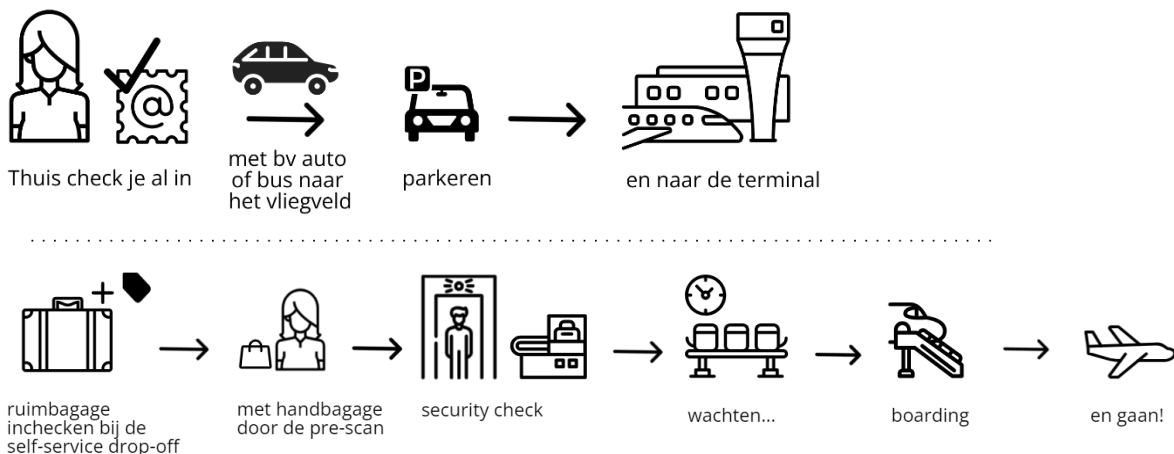 @
P
Thuis check je al in
met bv auto
of bus naar
het vliegveld
parkeren
en naar de terminal
ruimbagage
inchecken bij de
self-service drop-off
met handbagage
door de pre-scan
security check
wachten...
boarding
en gaan!